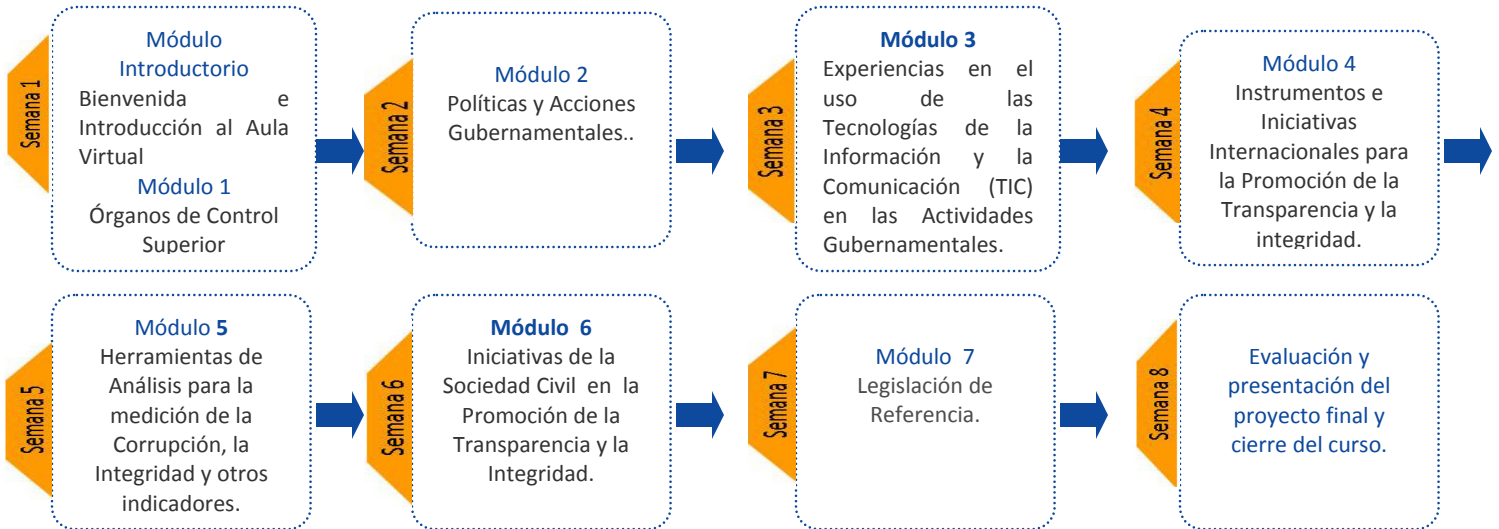 Semana 1
Módulo
Introductorio
Bienvenida e
Introducción al Aula
Virtual
Módulo 1
Órganos de Control
Superior
Semana 2
Módulo 2
Políticas y Acciones
Gubernamentales..
Semana 3
Módulo 3
Experiencias en el
uso de las
Tecnologías de la
Información y la
Comunicación (TIC)
en las Actividades
Gubernamentales.
Semana 4
Módulo 4
Instrumentos e
Iniciativas
Internacionales para
la Promoción de la
Transparencia y la
integridad.
Semana 5
Módulo 5
Herramientas de
Análisis para la
medición de la
Corrupción, la
Integridad y otros
indicadores.
Semana 6
Módulo 6
Iniciativas de la
Sociedad Civil en la
Promoción de la
Transparencia y la
Integridad.
Semana 7
Módulo 7
Legislación de
Referencia.
Semana 8
Evaluación y
presentación del
proyecto final y
cierre del curso.